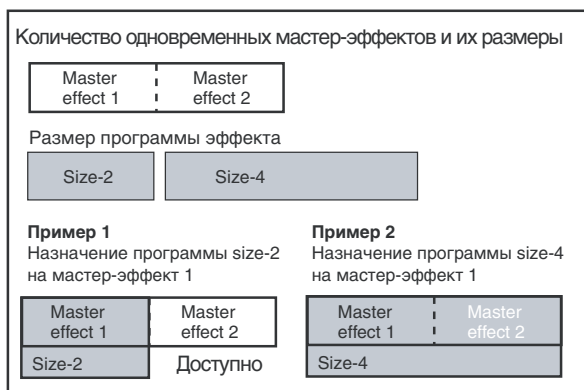 Количество одновременных мастер-эффектов и их размеры
Master effect 1
Master effect 2
Размер программы эффекта
Size-2
Size-4
Пример 1
Назначение программы size-2
на мастер-эффект 1
Master effect 1
Master effect 2
Size-2
Доступно
Пример 2
Назначение программы size-4
на мастер-эффект 1
Master effect 1
Master effect 2
Size-4